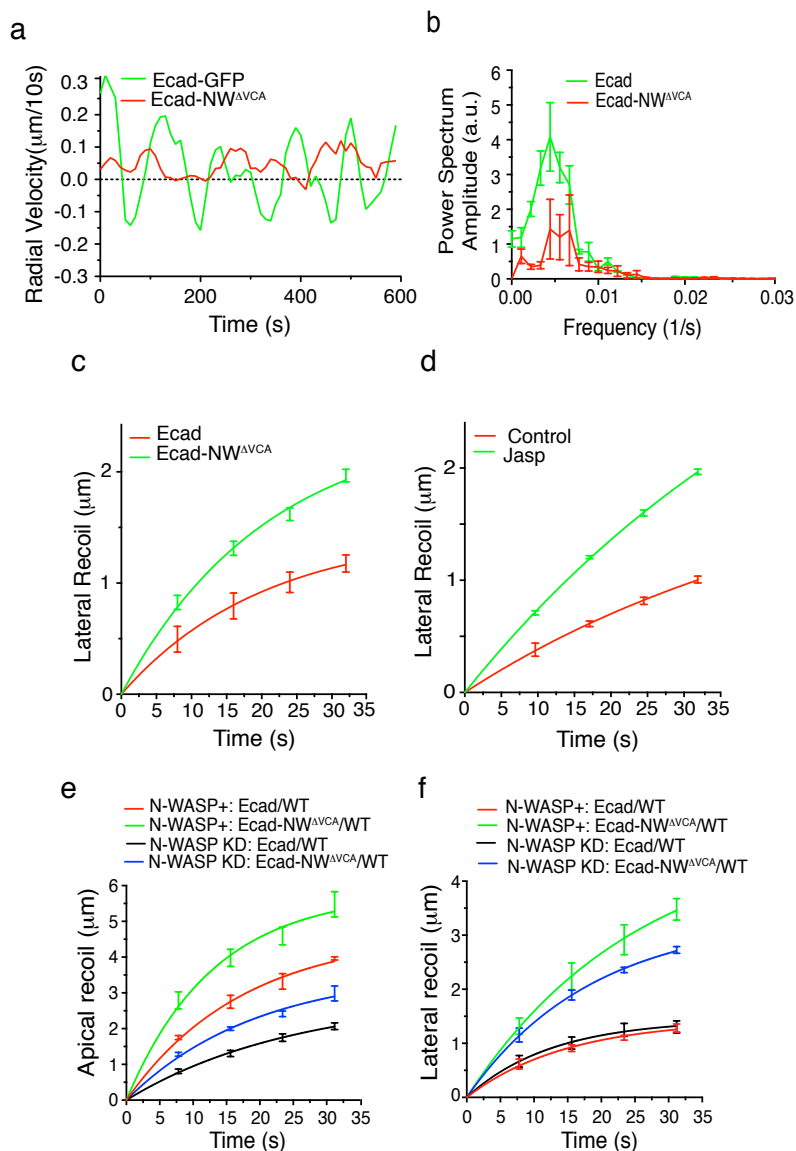 a
Ecad-GFP
Ecad-NWΔVCA
Radial Velocity(μm/10s)
0.3
0.2
0.1
0.0
-0.1
-0.2
-0.3
0
200
400
600
Time (s)
b
Ecad
Ecad-NWΔVCA
Power Spectrum
Amplitude (a.u.)
6
5
4
3
2
1
0
0.00
0.01
0.02
0.03
Frequency (1/s)
c
Ecad
Ecad-NWΔVCA
Lateral Recoil (μm)
2
1
0
0 5 10 15 20 25 30 35
Time (s)
d
Control
Jasp
Lateral Recoil (μm)
2
1
0
0 5 10 15 20 25 30 35
Time (s)
e
N-WASP+: Ecad/WT
N-WASP+: Ecad-NWΔVCA/WT
N-WASP KD: Ecad/WT
N-WASP KD: Ecad-NWΔVCA/WT
Apical recoil (μm)
6
5
4
3
2
1
0
0 5 10 15 20 25 30 35
Time (s)
f
N-WASP+: Ecad/WT
N-WASP+: Ecad-NWΔVCA/WT
N-WASP KD: Ecad/WT
N-WASP KD: Ecad-NWΔVCA/WT
Lateral recoil (μm)
4
3
2
1
0
0 5 10 15 20 25 30 35
Time (s)